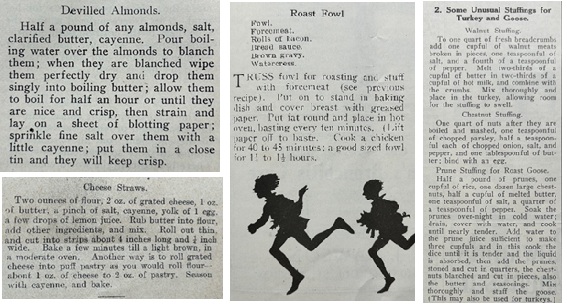 Devilled Almonds.
Half a pound of any almonds, salt,
clarified butter, cayenne. Pour boil-
ing water over the almonds to blanch
them; when they are blanched wipe
them perfectly dry and drop them
singly into boiling butter; allow them
to boil for half an hour or until they
are nice and crisp, then strain and
lay on a sheet of blotting paper;
sprinkle fine salt over them with a
little cayenne; put them in a close
tin and they will keep crisp.
Cheese Straws.
Two ounces of flour, 2 oz. of grated cheese, 1 oz.
of butter, a pinch of salt, cayenne, yolk of 1 egg,
a few drops of lemon juice. Rub butter into flour,
add other ingredients, and mix. Roll out thin,
and cut into strips about 4 inches long and ¼ inch
wide. Bake a few minutes till a light brown, in
a moderate oven. Another way is to roll grated
cheese into puff pastry as you would roll flour—
about 1 oz. of cheese to 2 oz. of pastry. Season
with cayenne, and bake.
Roast Fowl
Fowl.
Forcemeat.
Rolls of bacon.
Bread sauce.
Brown gravy.
Watercress.
TRUSS fowl for roasting and stuff
with forcemeat (see previous
recipe). Put on to stand in baking
dish and cover breast with greased
paper. Put fat round and place in hot
oven, basting every ten minutes. (Lift
paper off to baste. Cook a chicken
for 40 to 45 minutes; a good sized fowl
for 1¼ to 1½ hours.
2. Some Unusual Stuffings for
Turkey and Goose.
Walnut Stuffing.
To one quart of fresh breadcrumbs
add one cupful of walnut meats
broken in pieces, one teaspoonful of
salt, and a fourth of a teaspoonful
of pepper. Melt two-thirds of a
cupful of butter in two-thirds of a
cupful of hot milk, and combine with
the crumbs. Mix thoroughly and
place in the turkey, allowing room
for the stuffing to swell.
Chestnut Stuffing.
One quart of nuts after they are
boiled and mashed, one teaspoonful
of chopped parsley, half a teaspoon-
ful each of chopped onion, salt, and
pepper, and one tablespoonful of but-
ter; bind with an egg.
Prune Stuffing for Roast Goose.
Half a pound of prunes, one
cupful of rice, one dozen large chest-
nuts, half a cupful of melted butter,
one teaspoonful of salt, a quarter of
a teaspoonful of pepper. Soak the
prunes over-night in cold water;
drain, cover with water, and cook
until nearly tender. Add water to
the prune juice sufficient to make
three cupfuls and in this cook the
rice until it is tender and the liquid
is absorbed, then add the prunes,
stoned and cut in quarters, the chest-
nuts blanched and cut in pieces, also
the butter and seasonings. Mix
thoroughly and stuff the goose.
(This may also be used for turkeys.)